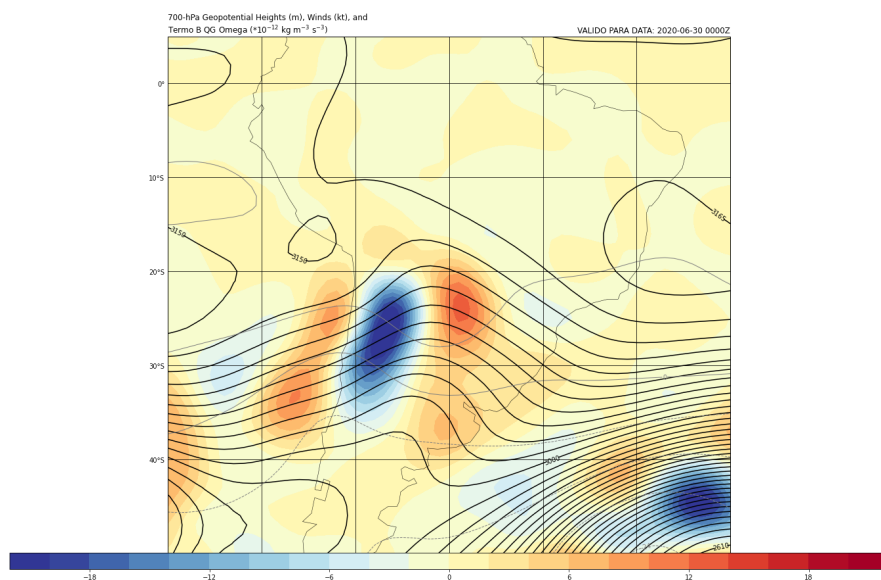 700-hPa Geopotential Heights (m), Winds (kt), and
Termo B QG Omega (*10⁻¹² kg m⁻³ s⁻³)
VALIDO PARA DATA: 2020-06-30 0000Z
0°
10°S
3165
3150
3150
20°S
30°S
0
40°S
3000
2610
−18
−12
−6
0
6
12
18